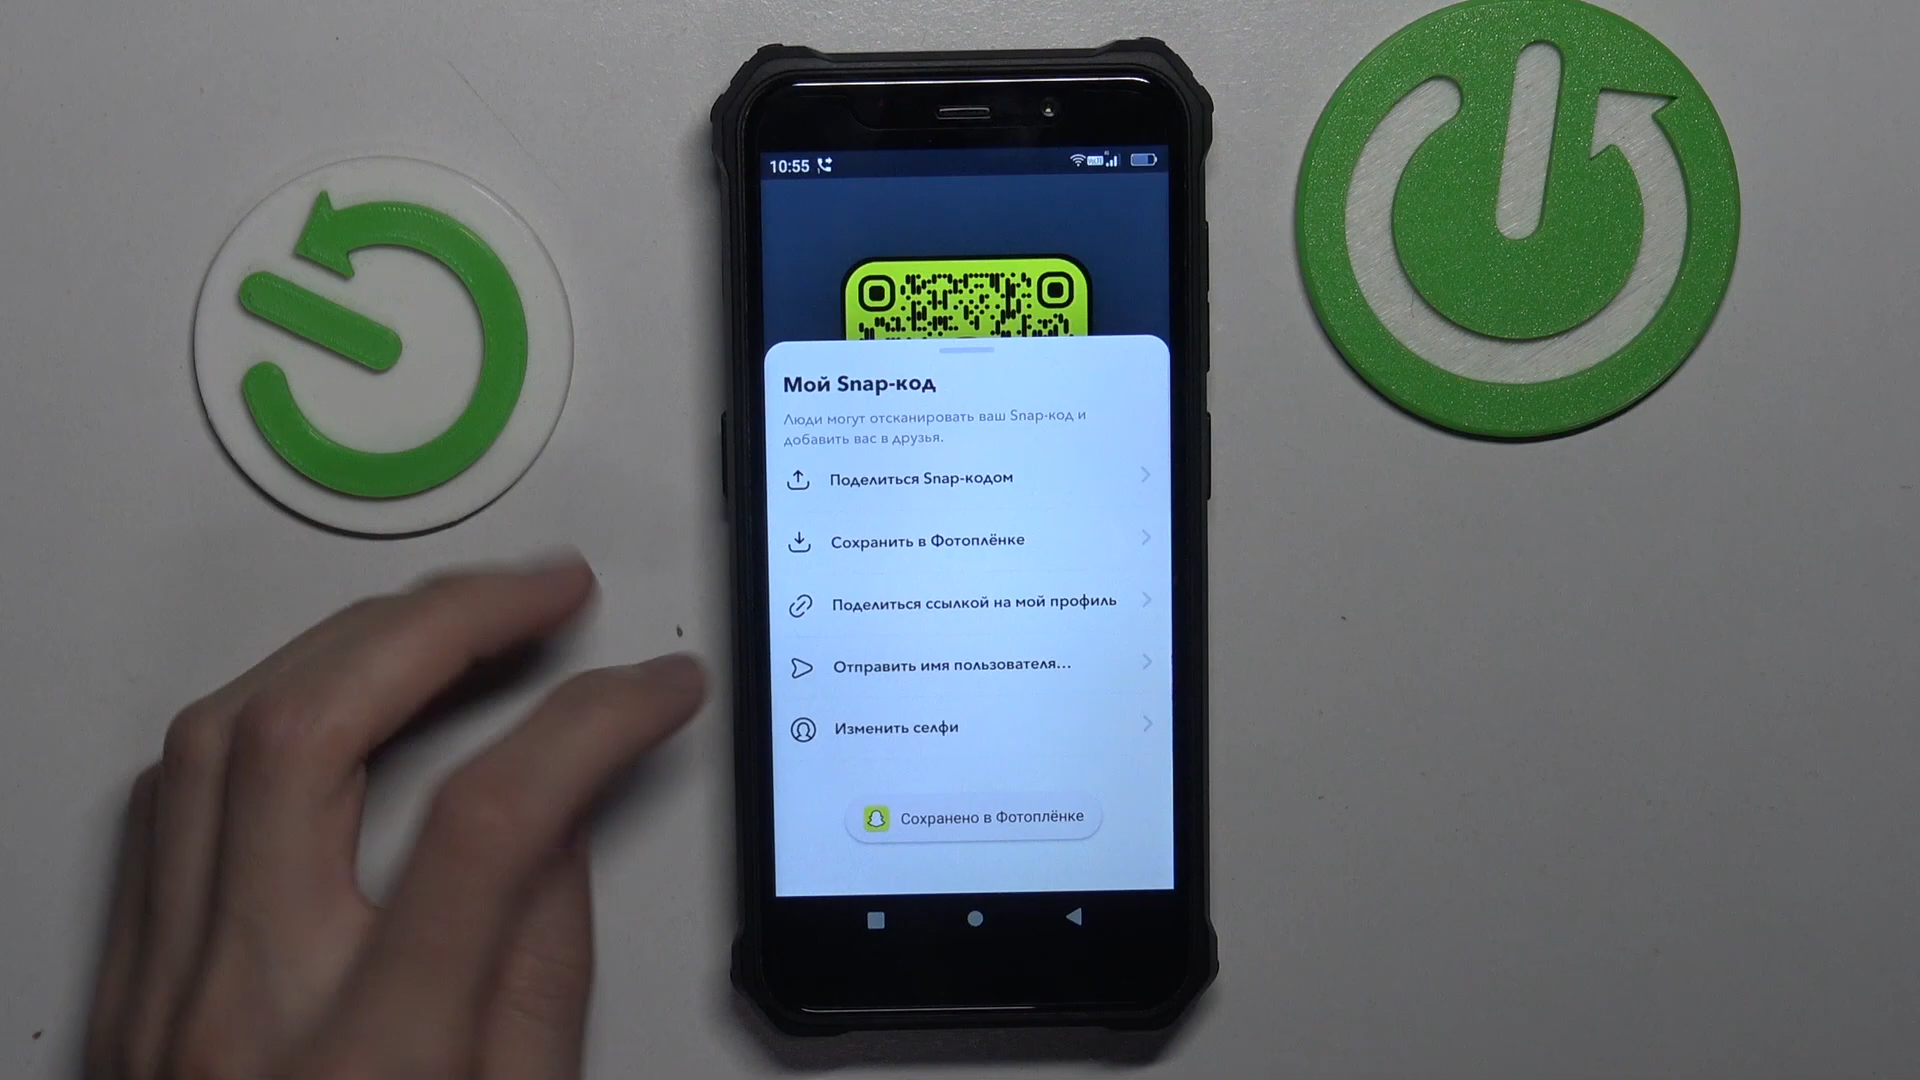 10:55
Мой Snap-код
Люди могут отсканировать ваш Snap-код и
добавить вас в друзья.
Поделиться Snap-кодом
Сохранить в Фотоплёнке
Поделиться ссылкой на мой профиль
Отправить имя пользователя...
Изменить селфи
Сохранено в Фотоплёнке